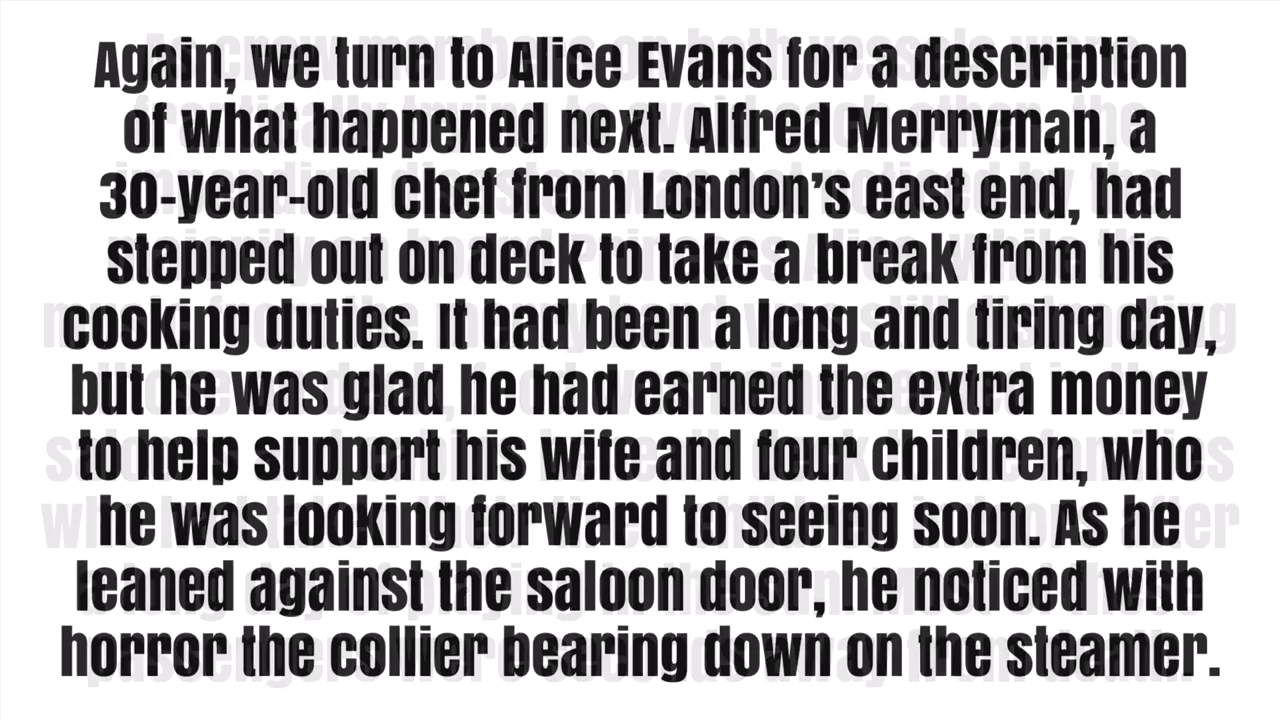 Again, we turn to Alice Evans for a description
of what happened next. Alfred Merryman, a
30-year-old chef from London’s east end, had
stepped out on deck to take a break from his
cooking duties. It had been a long and tiring day,
but he was glad he had earned the extra money
to help support his wife and four children, who
he was looking forward to seeing soon. As he
leaned against the saloon door, he noticed with
horror the collier bearing down on the steamer.